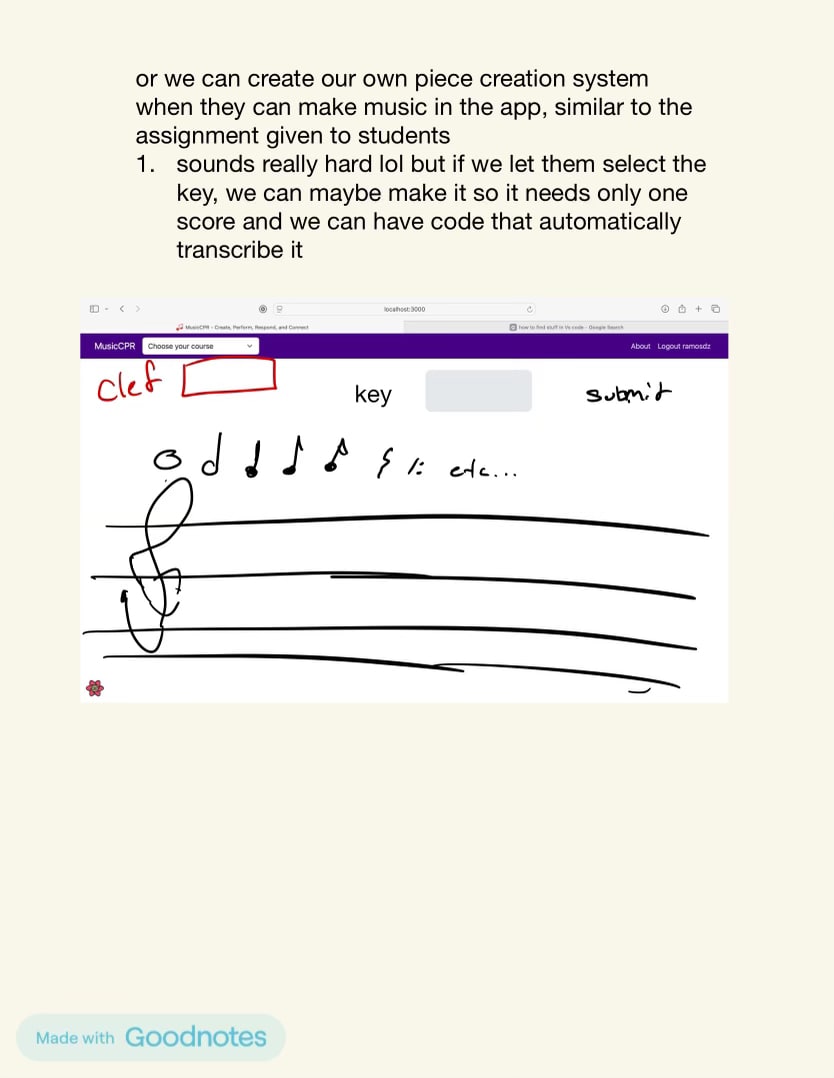 or we can create our own piece creation system
when they can make music in the app, similar to the
assignment given to students
1. sounds really hard lol but if we let them select the
key, we can maybe make it so it needs only one
score and we can have code that automatically
transcribe it
localhost:3000
MusicCPR - Create, Perform, Respond, and Connect
how to find stuff in Vs code - Google Search
MusicCPR Choose your course About Logout ramosdz
clef key submit
etc...
Made with Goodnotes